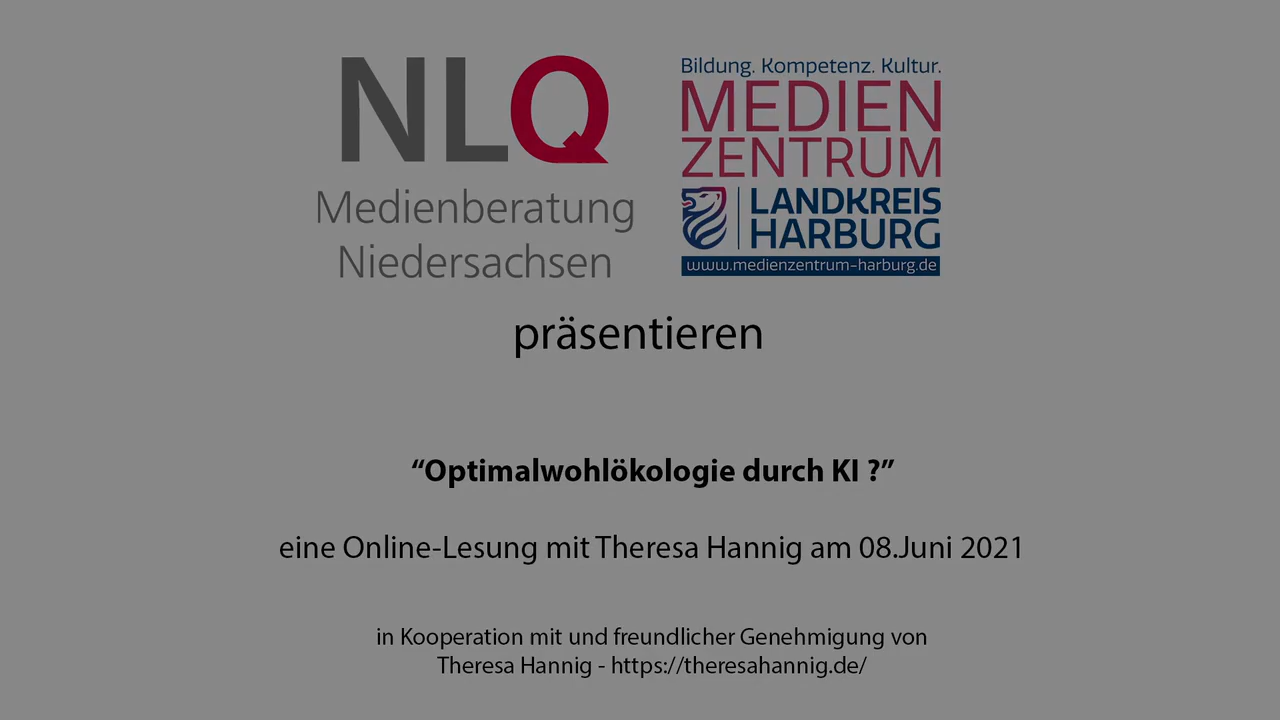 NLQ
Medienberatung
Niedersachsen
Bildung. Kompetenz. Kultur.
MEDIEN
ZENTRUM
LANDKREIS
HARBURG
www.medienzentrum-harburg.de
präsentieren
“Optimalwohlökologie durch KI ?”
eine Online-Lesung mit Theresa Hannig am 08.Juni 2021
in Kooperation mit und freundlicher Genehmigung von
Theresa Hannig - https://theresahannig.de/